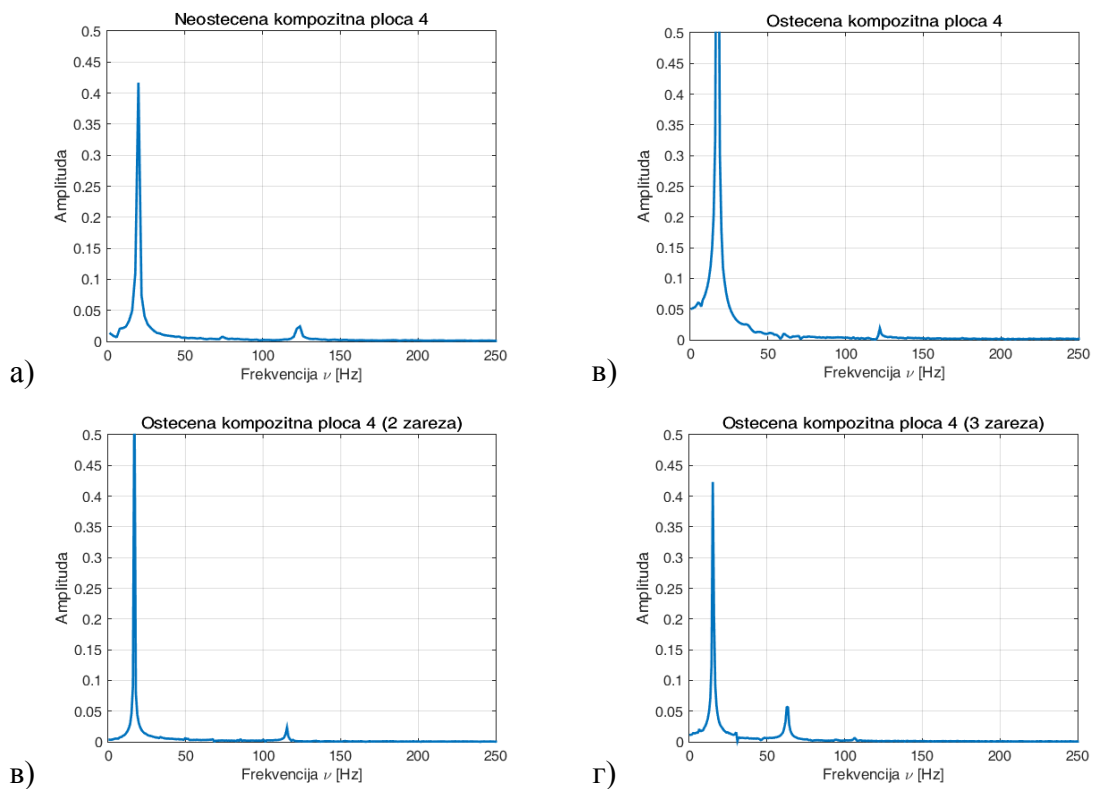 Neostecena kompozitna ploca 4
0.5
0.45
0.4
0.35
0.3
0.25
0.2
0.15
0.1
0.05
0
Amplituda
0 50 100 150 200 250
Frekvencija ν [Hz]
а)
Ostecena kompozitna ploca 4
0.5
0.45
0.4
0.35
0.3
0.25
0.2
0.15
0.1
0.05
0
Amplituda
0 50 100 150 200 250
Frekvencija ν [Hz]
в)
Ostecena kompozitna ploca 4 (2 zareza)
0.5
0.45
0.4
0.35
0.3
0.25
0.2
0.15
0.1
0.05
0
Amplituda
0 50 100 150 200 250
Frekvencija ν [Hz]
в)
Ostecena kompozitna ploca 4 (3 zareza)
0.5
0.45
0.4
0.35
0.3
0.25
0.2
0.15
0.1
0.05
0
Amplituda
0 50 100 150 200 250
Frekvencija ν [Hz]
г)